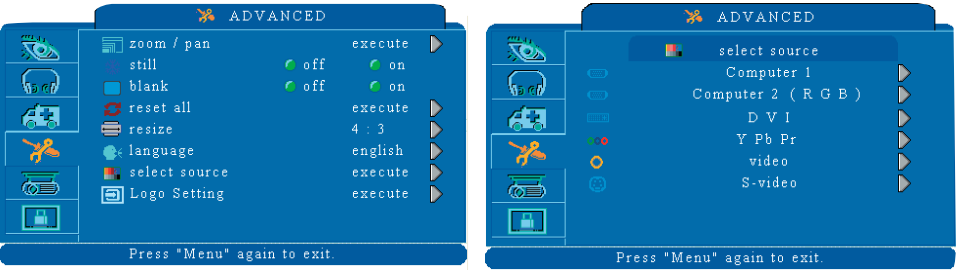 ADVANCED
zoom / pan execute
still off on
blank off on
reset all execute
resize 4 : 3
language english
select source execute
Logo Setting execute
Press "Menu" again to exit.
ADVANCED
select source
Computer 1
Computer 2 ( R G B )
D V I
Y Pb Pr
video
S-video
Press "Menu" again to exit.